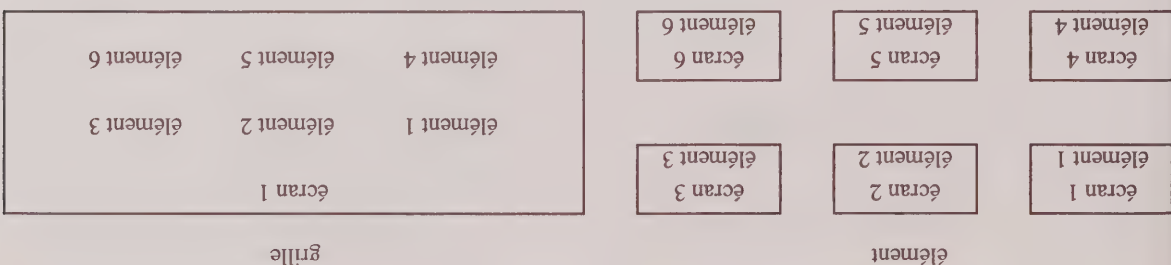 élément
écran 1
élément 1
écran 2
élément 2
écran 3
élément 3
écran 4
élément 4
écran 5
élément 5
écran 6
élément 6
grille
écran 1
élément 1 élément 2 élément 3
élément 4 élément 5 élément 6